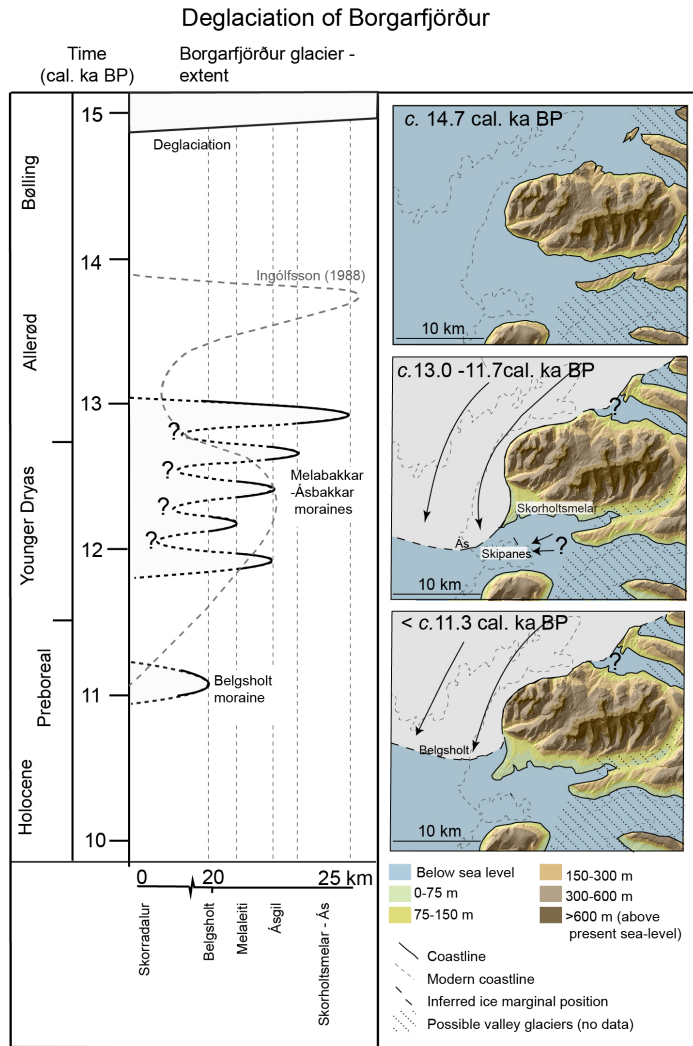 Deglaciation of Borgarfjörður
Time
(cal. ka BP)
Borgarfjörður glacier -
extent
15
14
13
12
11
10
Bølling
Allerød
Younger Dryas
Preboreal
Holocene
Deglaciation
Ingólfsson (1988)
?
?
?
?
Melabakkar
-Ásbakkar
moraines
Belgsholt
moraine
0
20
25 km
Skorradalur
Belgsholt
Melaleiti
Ásgil
Skorholtsmelar - Ás
c. 14.7 cal. ka BP
10 km
c.13.0 -11.7cal. ka BP
?
Skorholtsmelar
Ás
Skipanes
?
10 km
< c.11.3 cal. ka BP
?
Belgsholt
10 km
Below sea level
0-75 m
75-150 m
150-300 m
300-600 m
>600 m (above
present sea-level)
Coastline
Modern coastline
Inferred ice marginal position
Possible valley glaciers (no data)